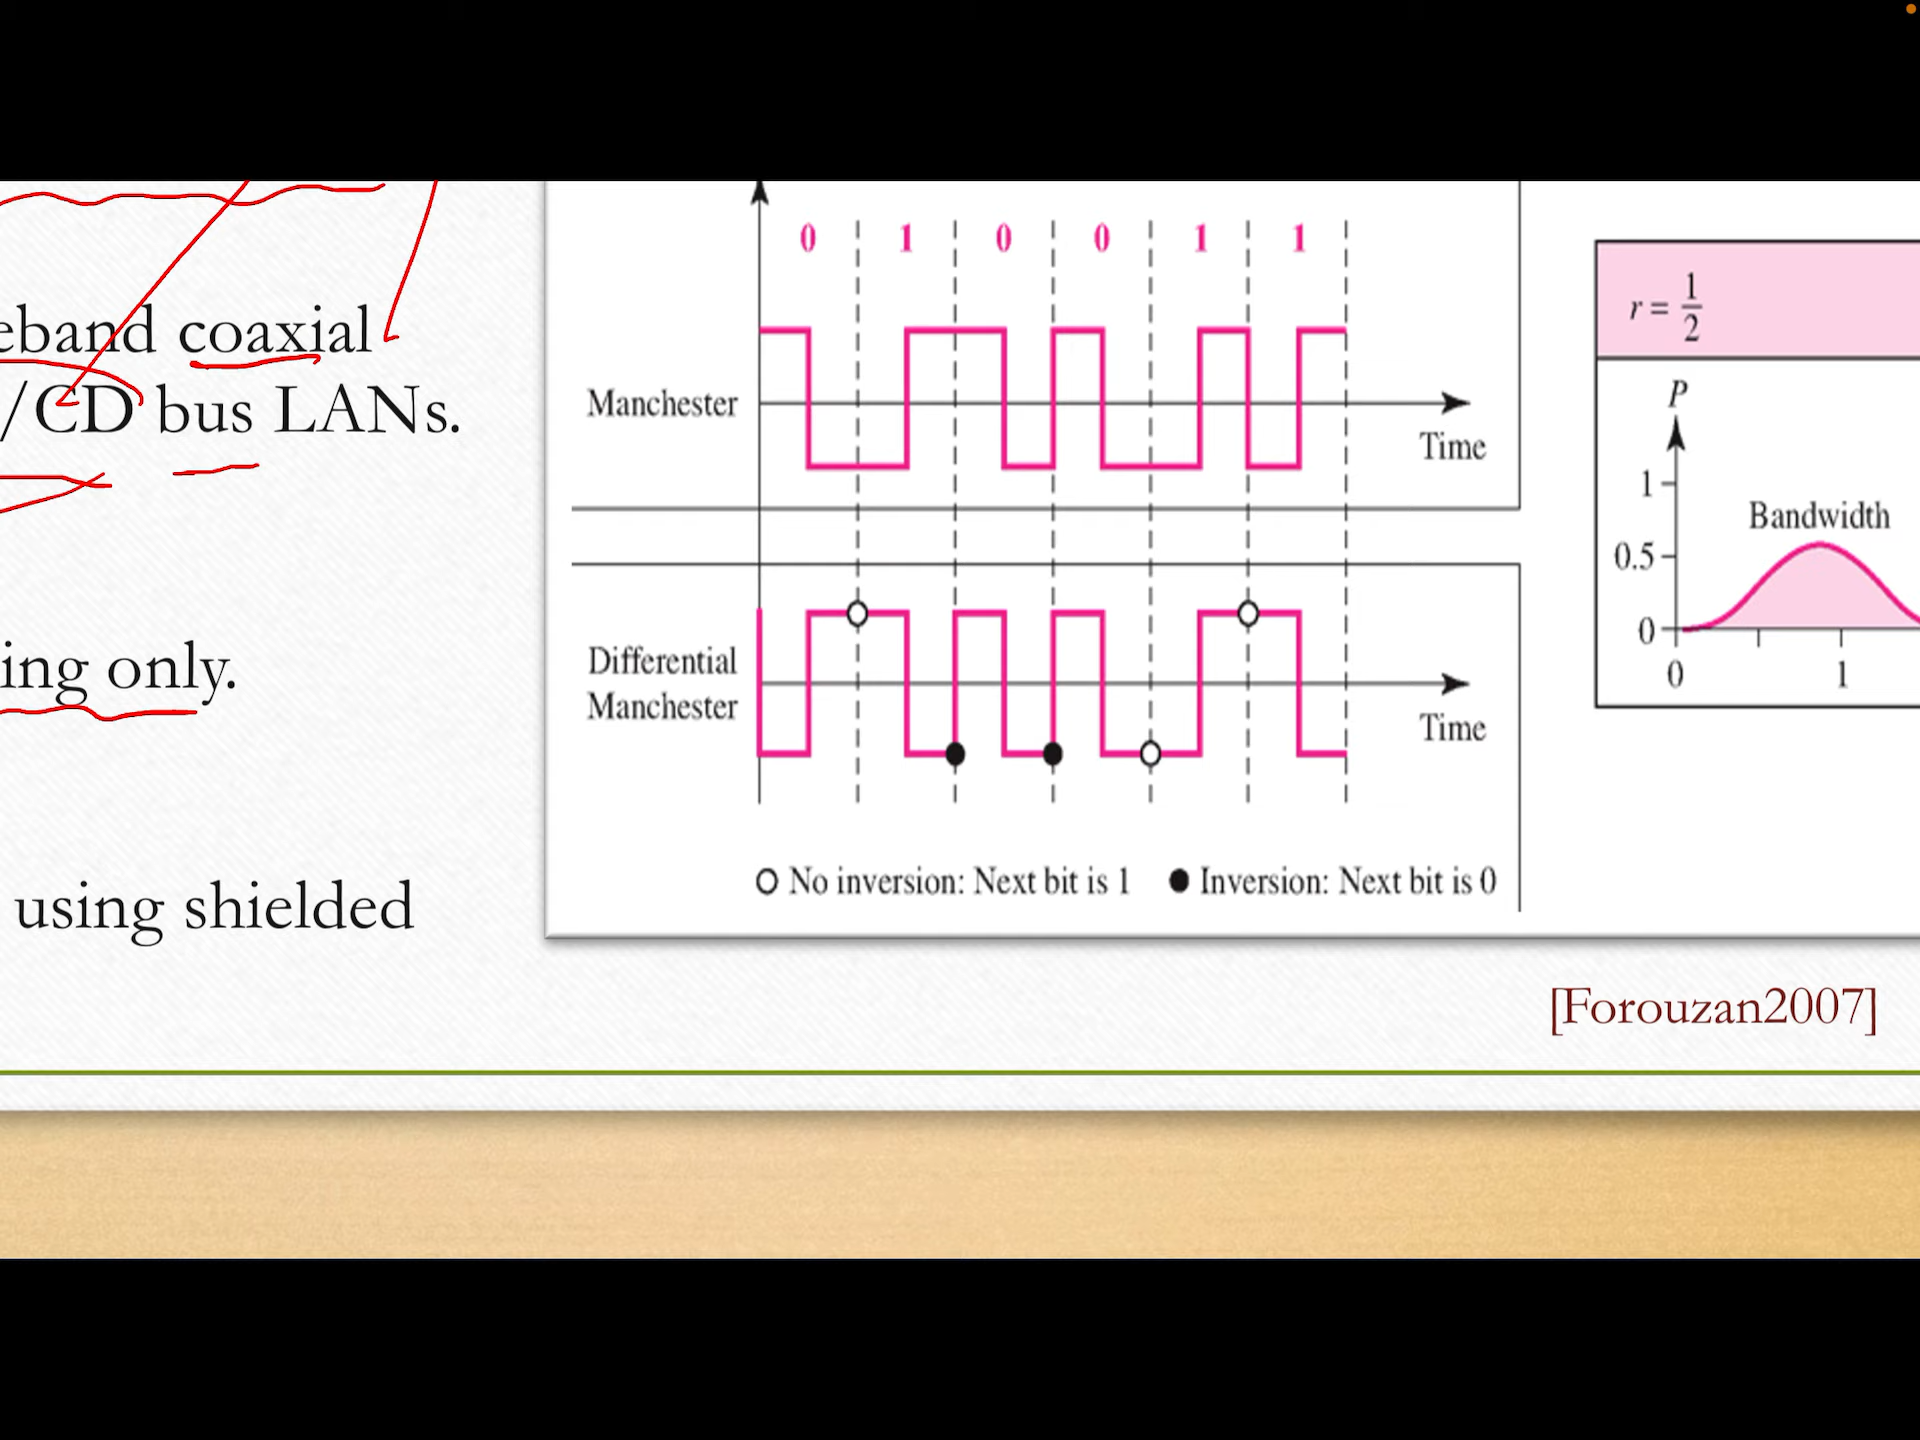 eband coaxial
/CD bus LANs.
ing only.
using shielded
0 1 0 0 1 1
Manchester
Time
Differential
Manchester
Time
No inversion: Next bit is 1 Inversion: Next bit is 0
r = 1/2
P
1
Bandwidth
0.5
0
0 1
[Forouzan2007]